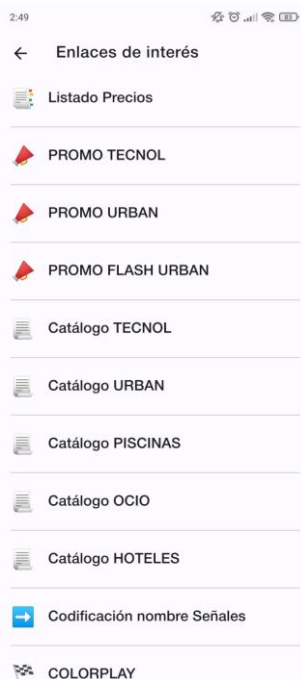 2:49
83
Enlaces de interés
Listado Precios
PROMO TECNOL
PROMO URBAN
PROMO FLASH URBAN
Catálogo TECNOL
Catálogo URBAN
Catálogo PISCINAS
Catálogo OCIO
Catálogo HOTELES
Codificación nombre Señales
COLORPLAY